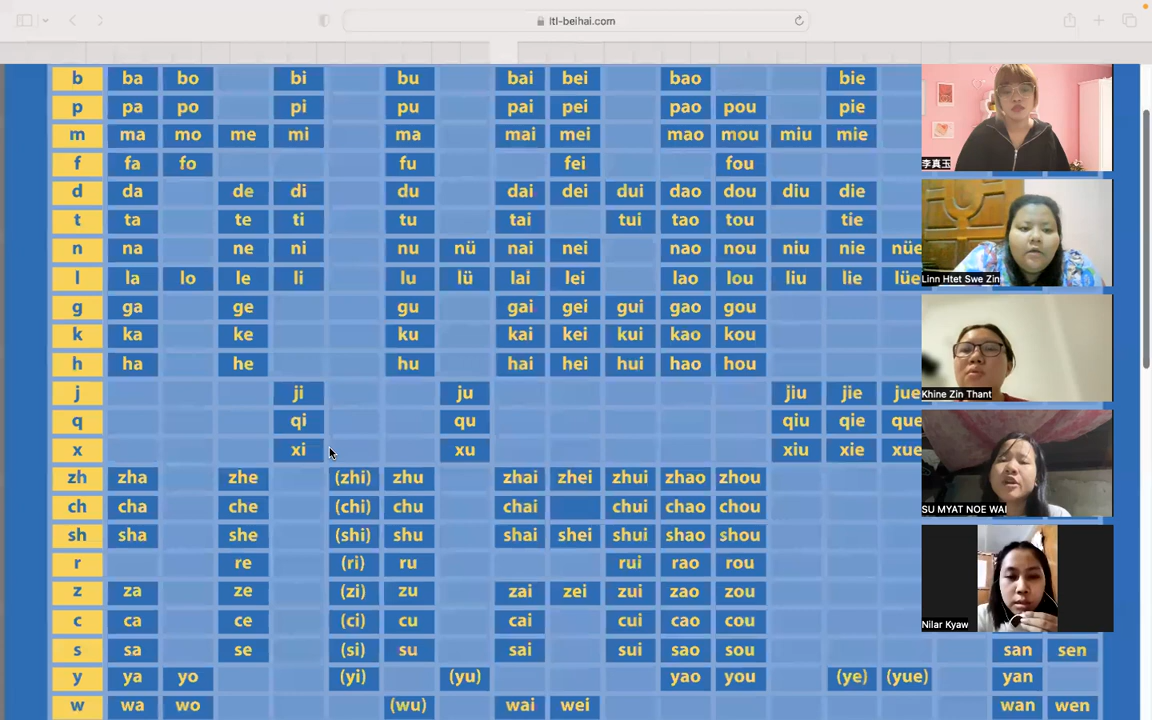 ltl-beihai.com
b ba bo bi bu bai bei bao bie
p pa po pi pu pai pei pao pou pie
m ma mo me mi ma mai mei mao mou miu mie
f fa fo fu fei fou
d da de di du dai dei dui dao dou diu die
t ta te ti tu tai tui tao tou tie
n na ne ni nu nü nai nei nao nou niu nie nüe
l la lo le li lu lü lai lei lao lou liu lie lüe
g ga ge gu gai gei gui gao gou
k ka ke ku kai kei kui kao kou
h ha he hu hai hei hui hao hou
j ji ju jiu jie jue
q qi qu qiu qie que
x xi xu xiu xie xue
zh zha zhe (zhi) zhu zhai zhei zhui zhao zhou
ch cha che (chi) chu chai chui chao chou
sh sha she (shi) shu shai shei shui shao shou
r re (ri) ru rui rao rou
z za ze (zi) zu zai zei zui zao zou
c ca ce (ci) cu cai cui cao cou
s sa se (si) su sai sui sao sou san sen
y ya yo (yi) (yu) yao you (ye) (yue) yan
w wa wo (wu) wai wei wan wen
李真玉
Linn Htet Swe Zin
Khine Zin Thant
SU MYAT NOE WAI
Nilar Kyaw